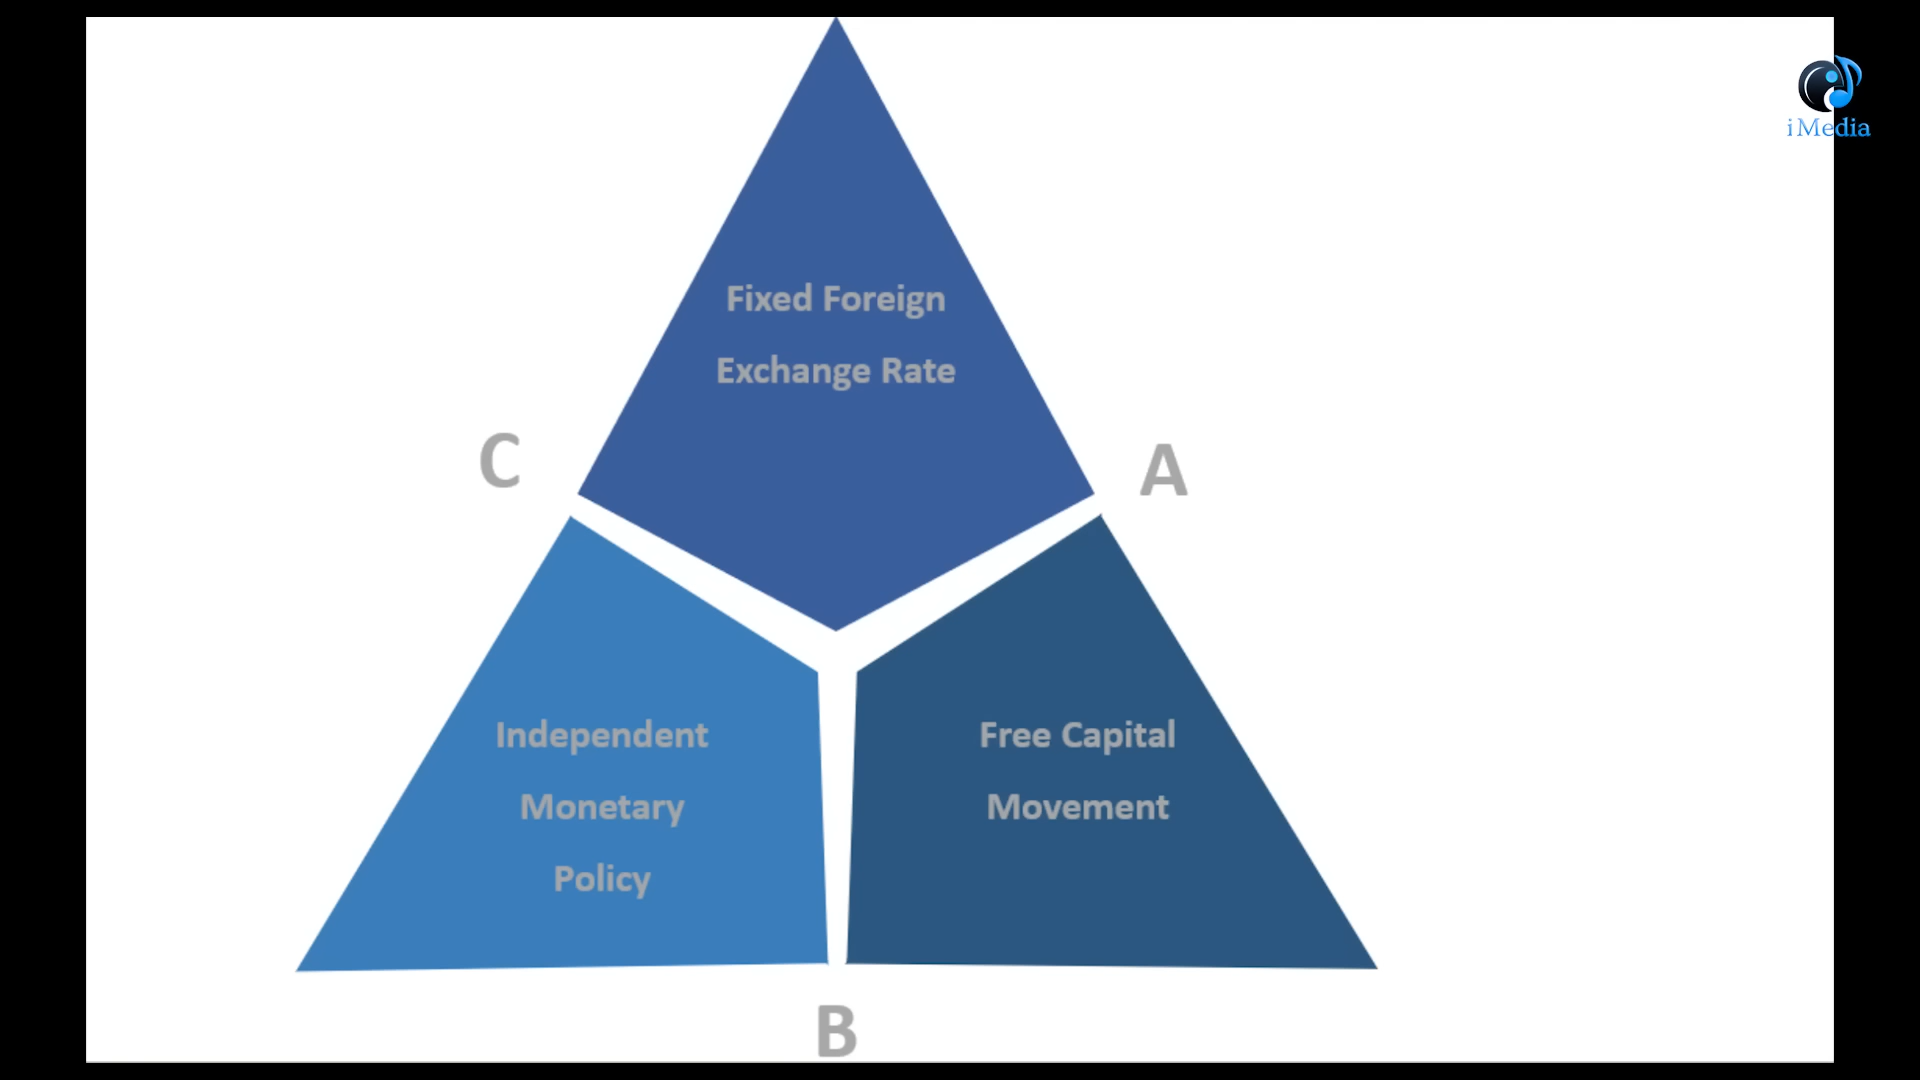 iMedia
Fixed Foreign
Exchange Rate
C
A
Independent
Monetary
Policy
Free Capital
Movement
B